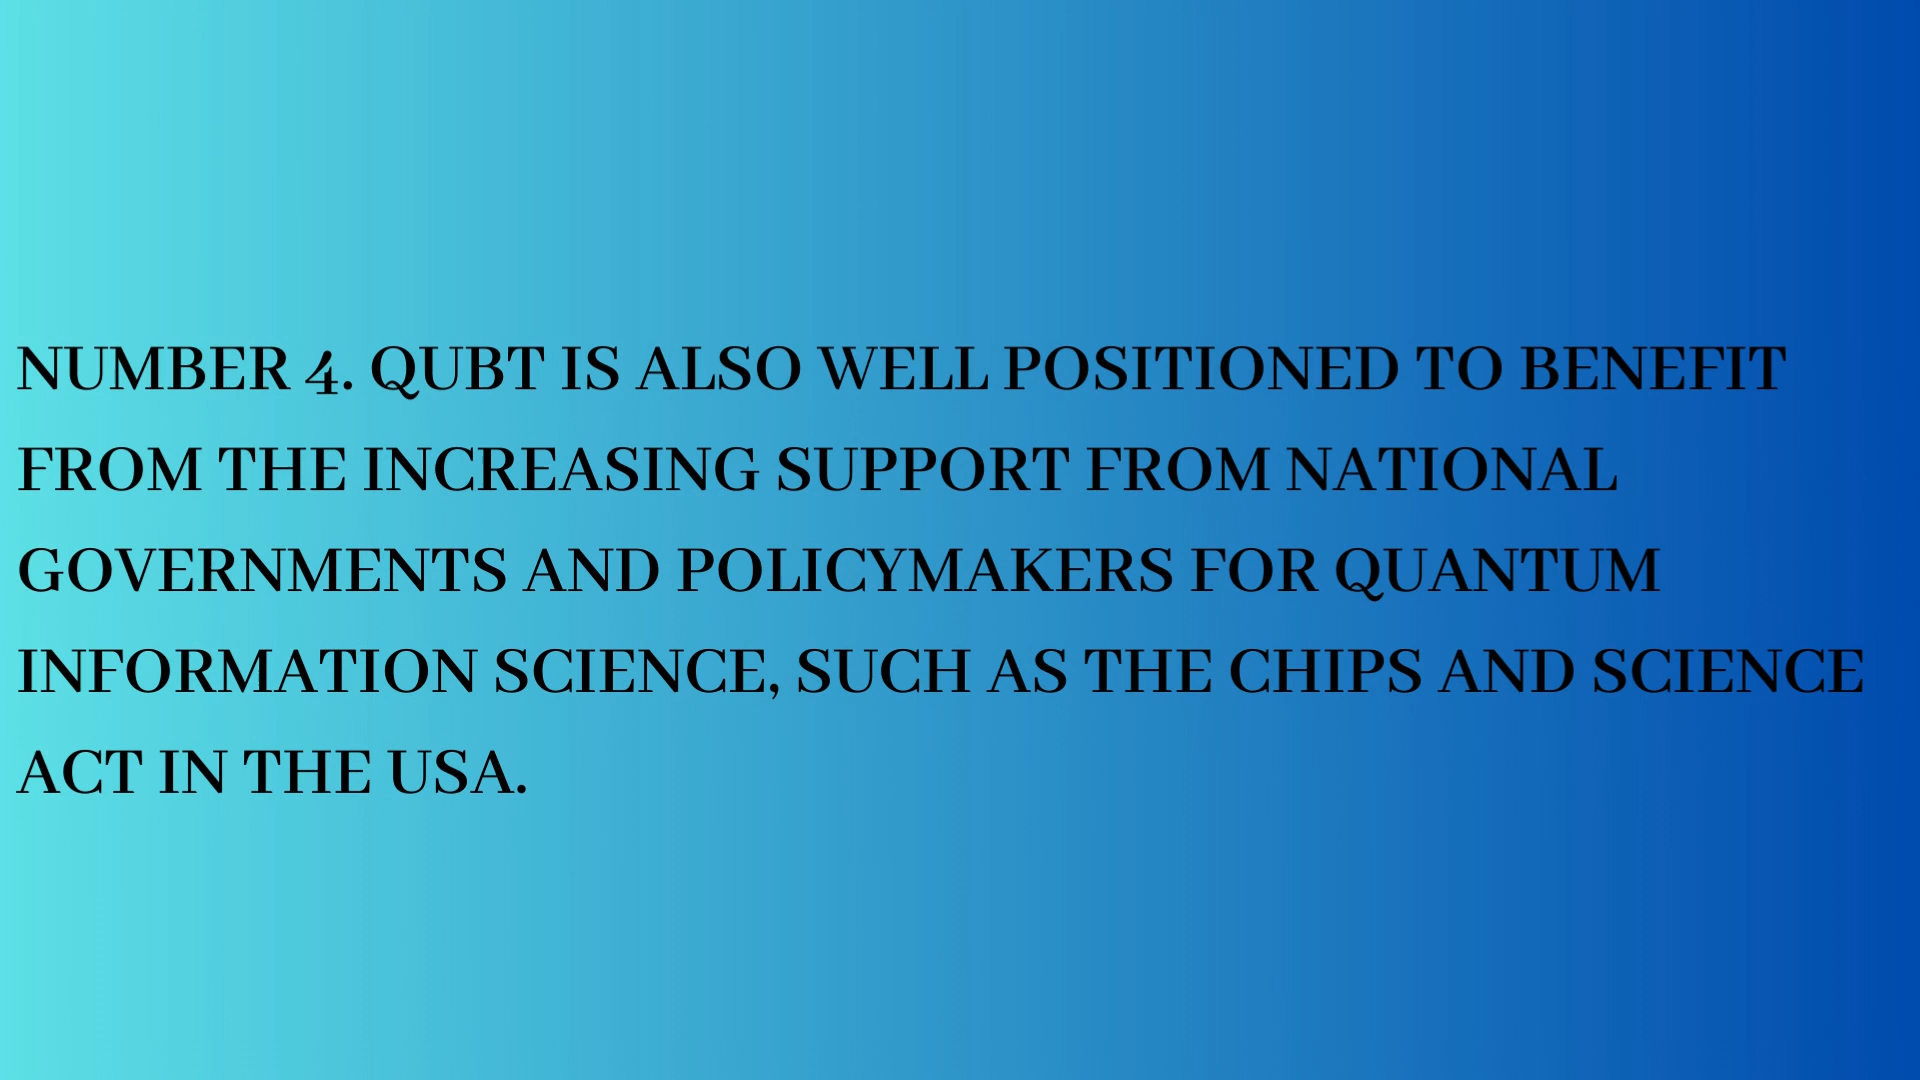 NUMBER 4. QUBT IS ALSO WELL POSITIONED TO BENEFIT
FROM THE INCREASING SUPPORT FROM NATIONAL
GOVERNMENTS AND POLICYMAKERS FOR QUANTUM
INFORMATION SCIENCE, SUCH AS THE CHIPS AND SCIENCE
ACT IN THE USA.